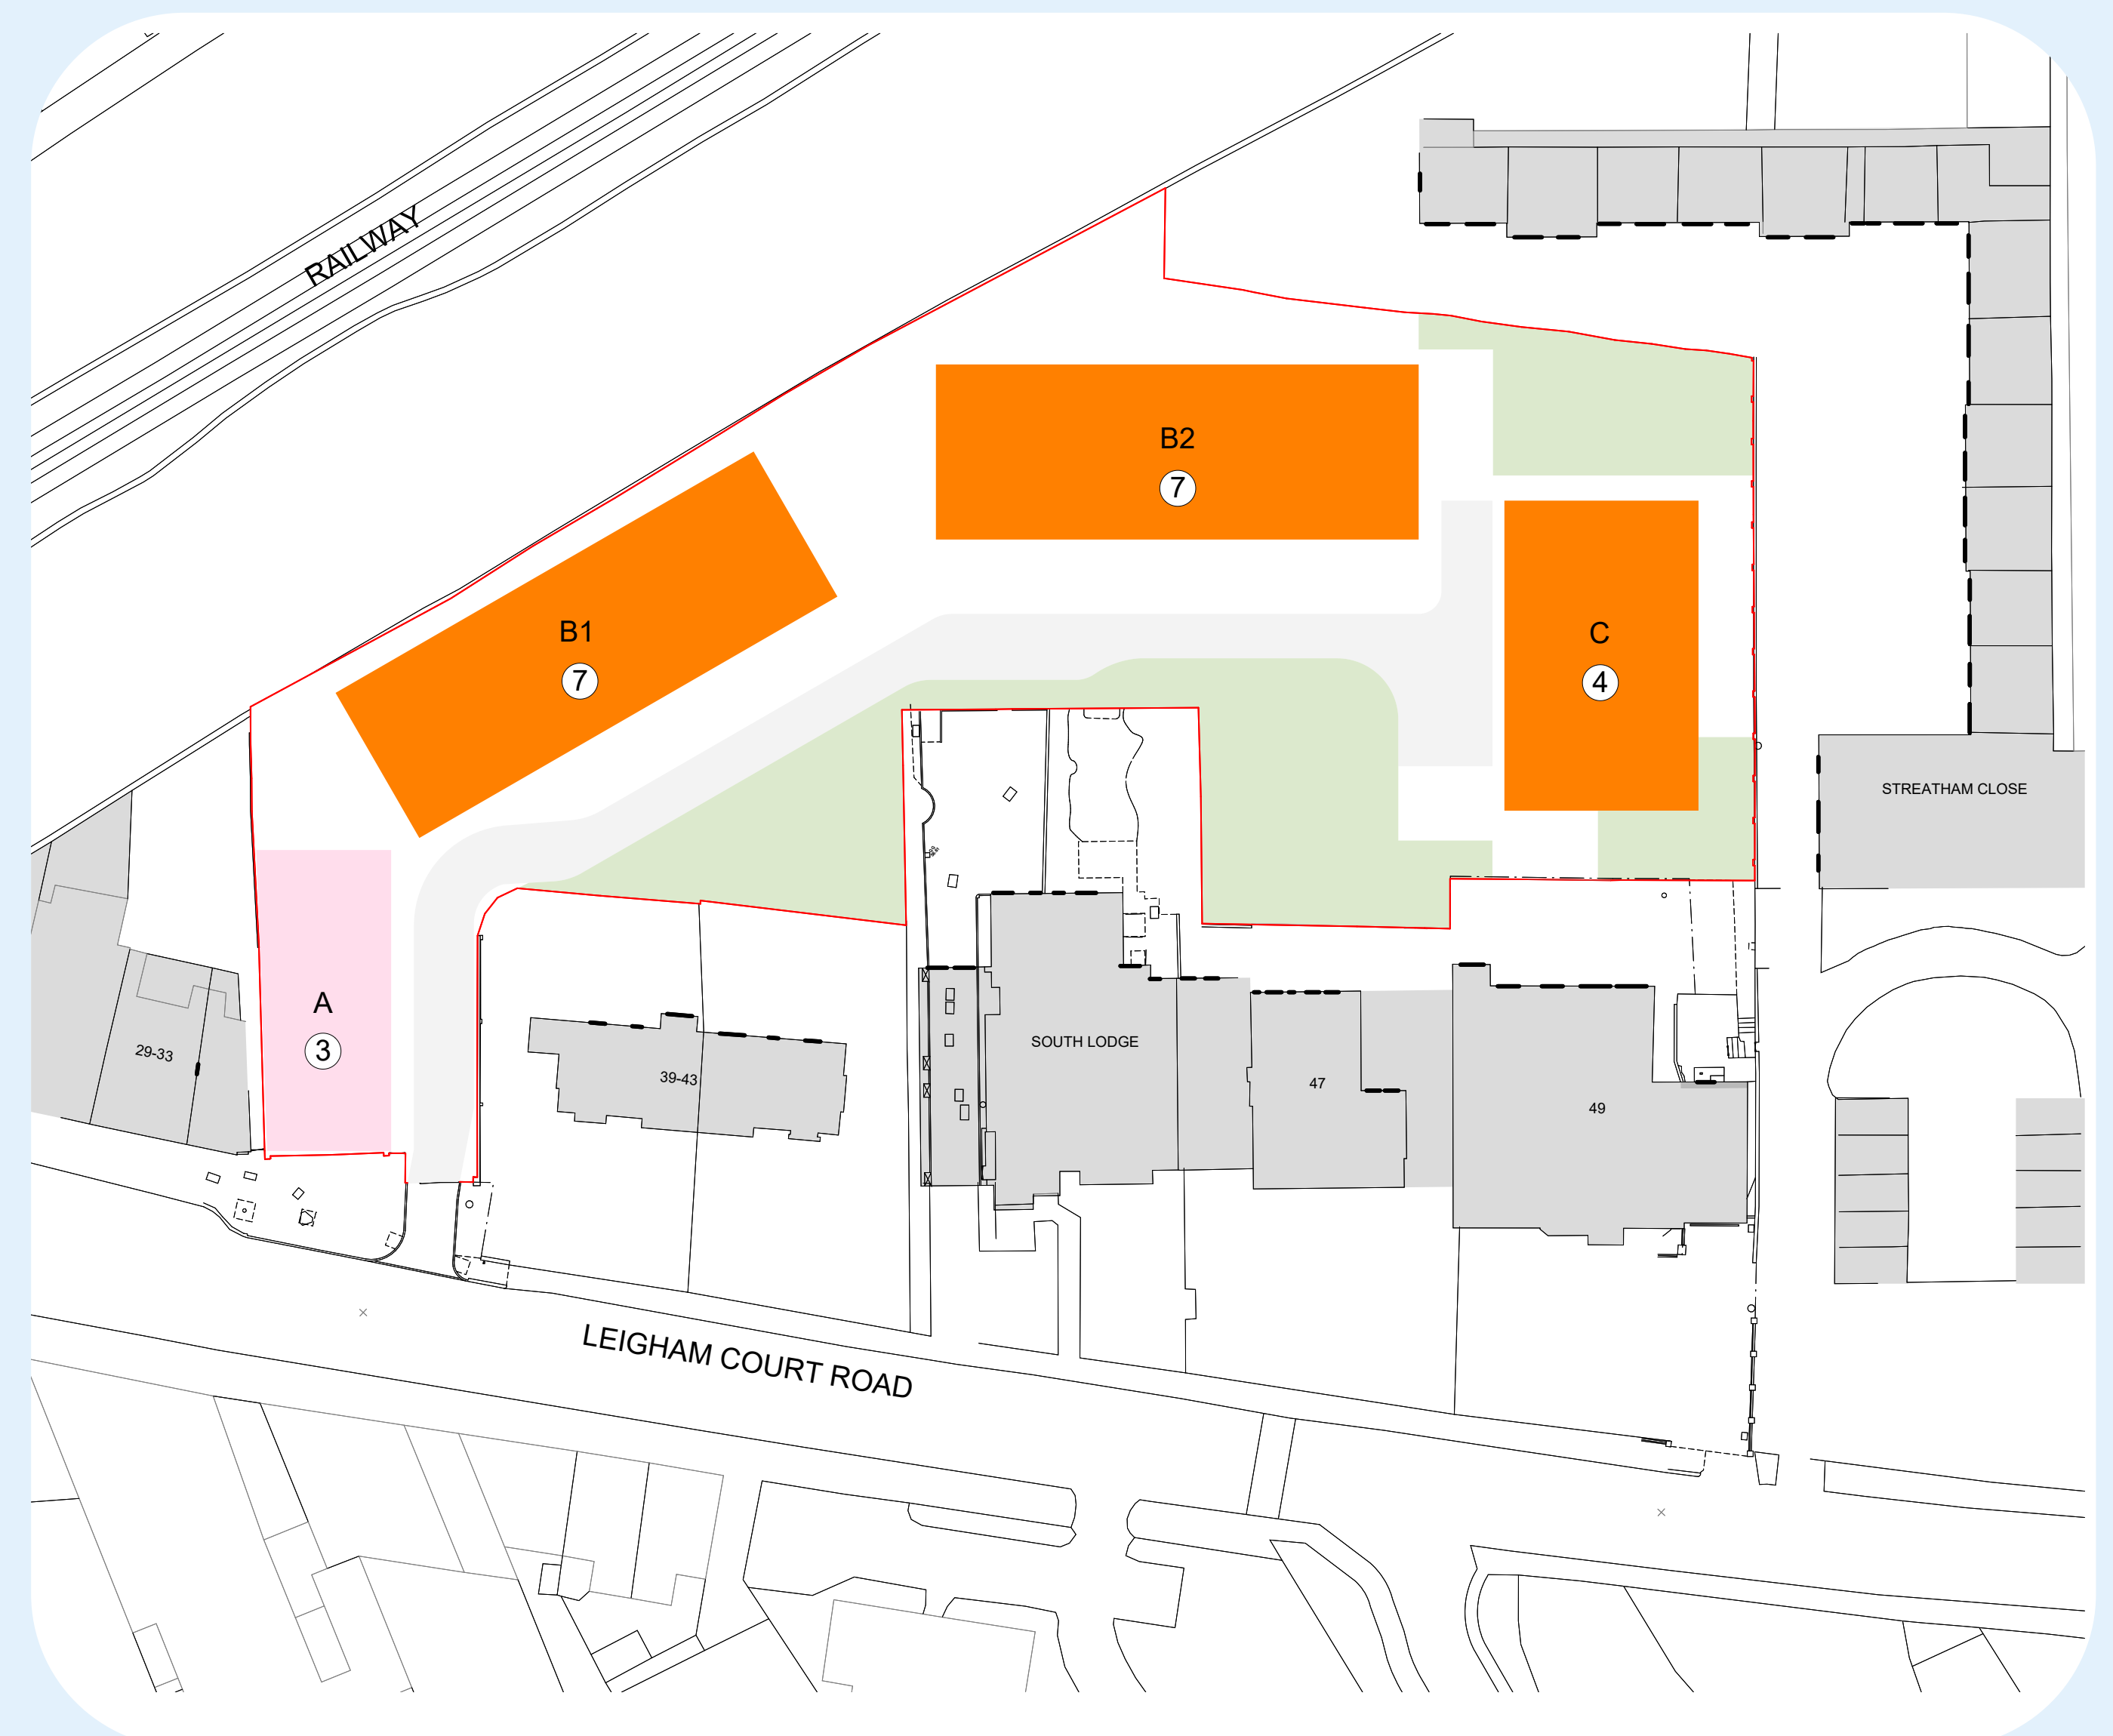 RAILWAY
B2
7
B1
7
C
4
STREATHAM CLOSE
A
3
29-33
39-43
SOUTH LODGE
47
49
LEIGHAM COURT ROAD